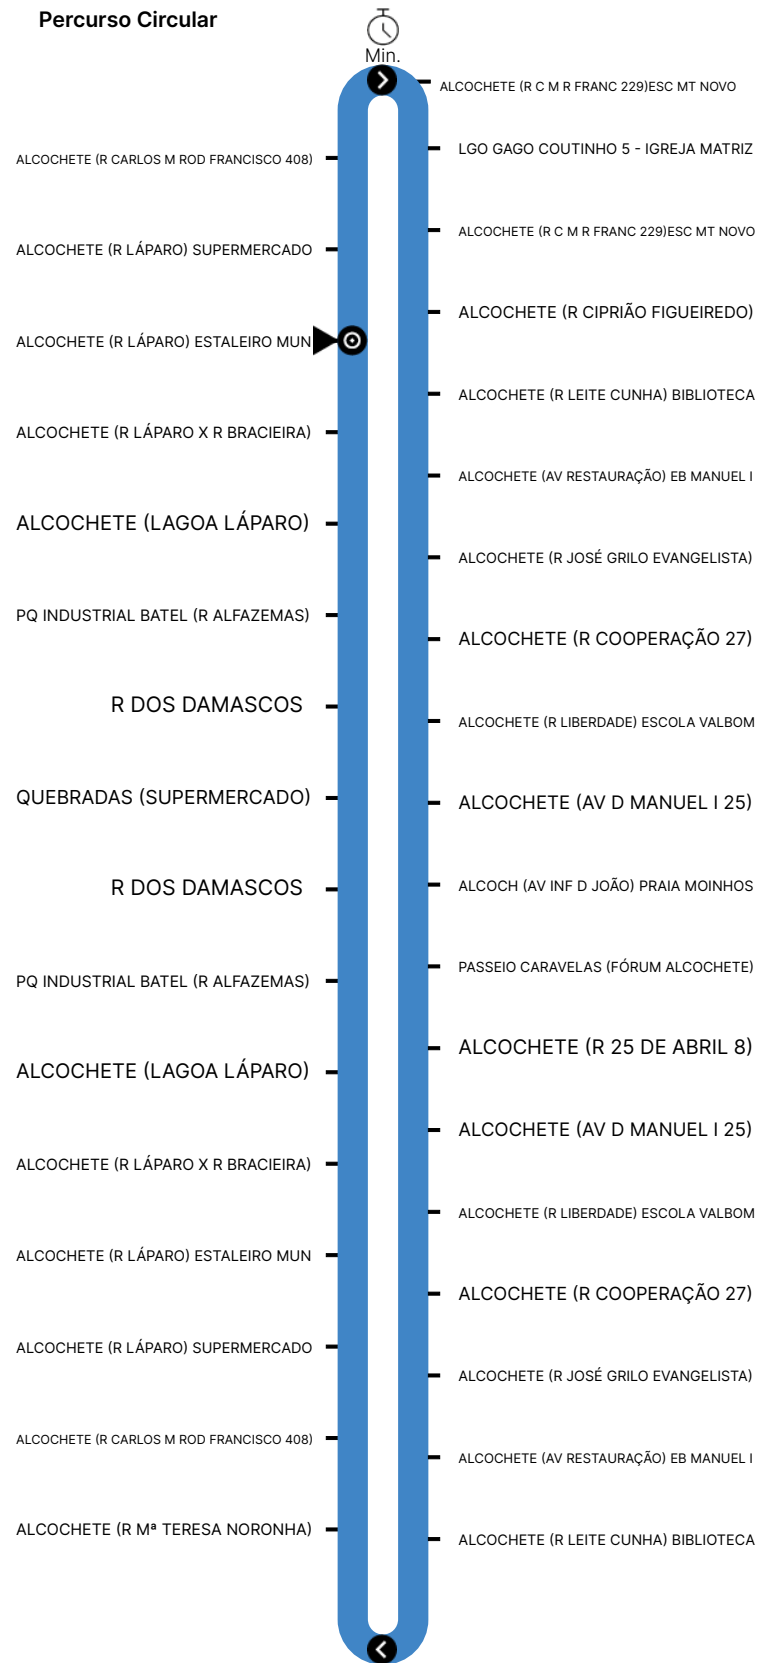 Percurso Circular
Min.
ALCOCHETE (R C M R FRANC 229)ESC MT NOVO
LGO GAGO COUTINHO 5 - IGREJA MATRIZ
ALCOCHETE (R CARLOS M ROD FRANCISCO 408)
ALCOCHETE (R C M R FRANC 229)ESC MT NOVO
ALCOCHETE (R LÁPARO) SUPERMERCADO
ALCOCHETE (R CIPRIÃO FIGUEIREDO)
ALCOCHETE (R LÁPARO) ESTALEIRO MUN
ALCOCHETE (R LEITE CUNHA) BIBLIOTECA
ALCOCHETE (R LÁPARO X R BRACIEIRA)
ALCOCHETE (AV RESTAURAÇÃO) EB MANUEL I
ALCOCHETE (LAGOA LÁPARO)
ALCOCHETE (R JOSÉ GRILO EVANGELISTA)
PQ INDUSTRIAL BATEL (R ALFAZEMAS)
ALCOCHETE (R COOPERAÇÃO 27)
R DOS DAMASCOS
ALCOCHETE (R LIBERDADE) ESCOLA VALBOM
QUEBRADAS (SUPERMERCADO)
ALCOCHETE (AV D MANUEL I 25)
R DOS DAMASCOS
ALCOCH (AV INF D JOÃO) PRAIA MOINHOS
PASSEIO CARAVELAS (FÓRUM ALCOCHETE)
PQ INDUSTRIAL BATEL (R ALFAZEMAS)
ALCOCHETE (R 25 DE ABRIL 8)
ALCOCHETE (LAGOA LÁPARO)
ALCOCHETE (AV D MANUEL I 25)
ALCOCHETE (R LÁPARO X R BRACIEIRA)
ALCOCHETE (R LIBERDADE) ESCOLA VALBOM
ALCOCHETE (R LÁPARO) ESTALEIRO MUN
ALCOCHETE (R COOPERAÇÃO 27)
ALCOCHETE (R LÁPARO) SUPERMERCADO
ALCOCHETE (R JOSÉ GRILO EVANGELISTA)
ALCOCHETE (R CARLOS M ROD FRANCISCO 408)
ALCOCHETE (AV RESTAURAÇÃO) EB MANUEL I
ALCOCHETE (R Mª TERESA NORONHA)
ALCOCHETE (R LEITE CUNHA) BIBLIOTECA